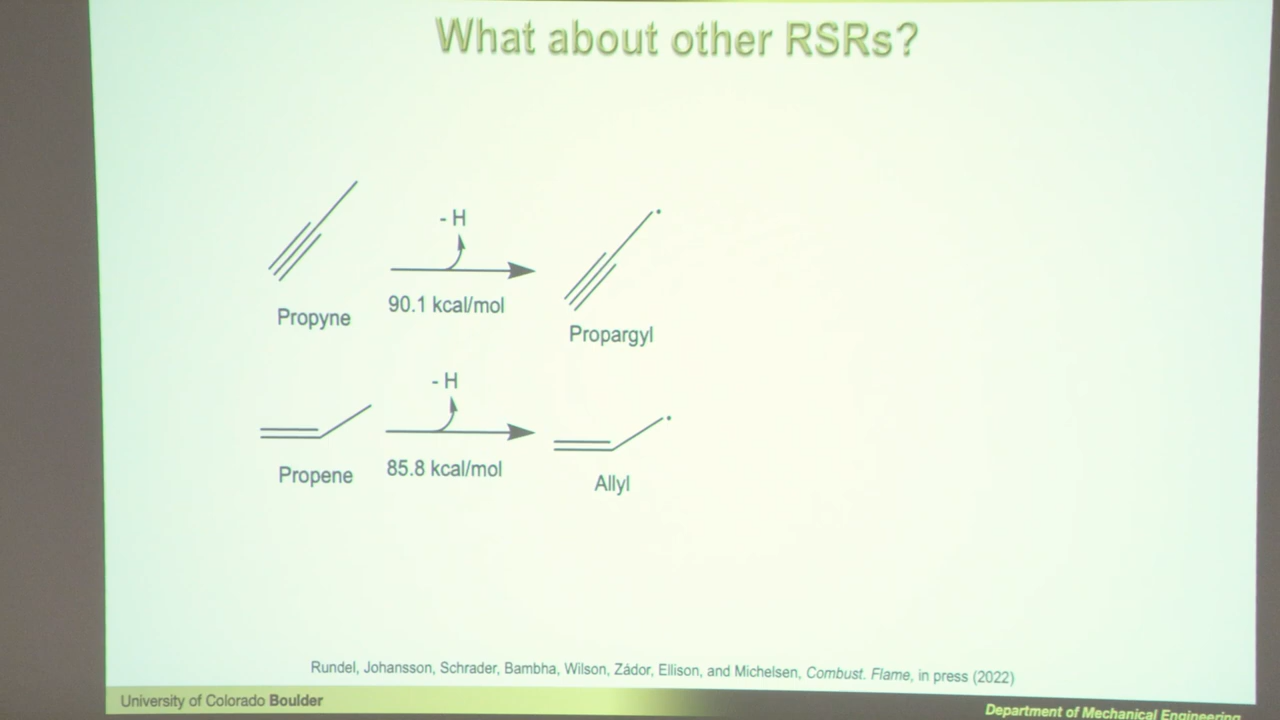 What about other RSRs?
- H
90.1 kcal/mol
Propyne
Propargyl
- H
85.8 kcal/mol
Propene
Allyl
Rundel, Johansson, Schrader, Bambha, Wilson, Zádor, Ellison, and Michelsen, Combust. Flame, in press (2022)
University of Colorado Boulder
Department of Mechanical Engineering